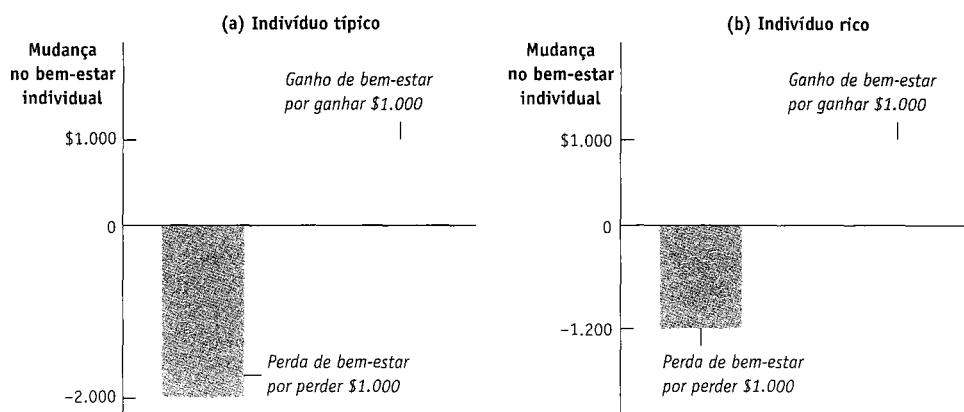 (a) Indivíduo típico
Mudança
no bem-estar
individual
Ganho de bem-estar
por ganhar $1.000
$1.000
0
Perda de bem-estar
por perder $1.000
-2.000
(b) Indivíduo rico
Mudança
no bem-estar
individual
Ganho de bem-estar
por ganhar $1.000
$1.000
0
-1.200
Perda de bem-estar
por perder $1.000